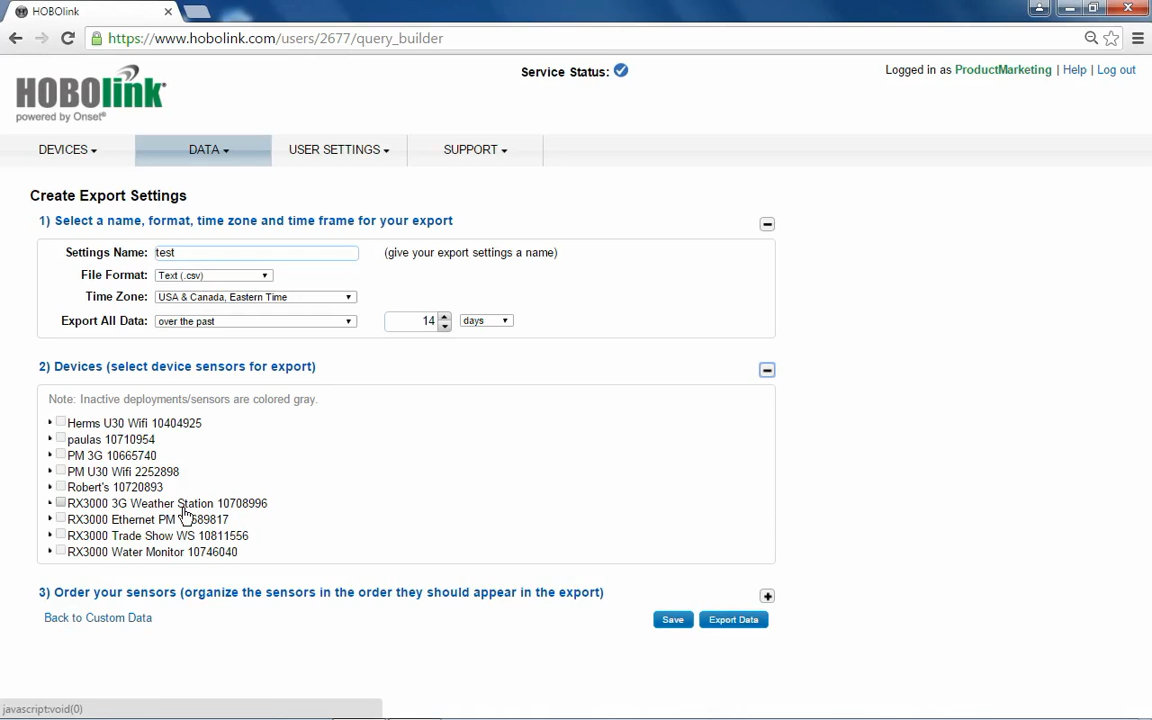 HOBOlink
https://www.hobolink.com/users/2677/query_builder
HOBOlink
powered by Onset®
Service Status:
Logged in as ProductMarketing | Help | Log out
DEVICES DATA USER SETTINGS SUPPORT
Create Export Settings
1) Select a name, format, time zone and time frame for your export
Settings Name: test (give your export settings a name)
File Format: Text (.csv)
Time Zone: USA & Canada, Eastern Time
Export All Data: over the past 14 days
2) Devices (select device sensors for export)
Note: Inactive deployments/sensors are colored gray.
Herms U30 Wifi 10404925
paulas 10710954
PM 3G 10665740
PM U30 Wifi 2252898
Robert's 10720893
RX3000 3G Weather Station 10708996
RX3000 Ethernet PM
RX3000 Trade Show WS 10811556
RX3000 Water Monitor 10746040
3) Order your sensors (organize the sensors in the order they should appear in the export)
Back to Custom Data Save Export Data
javascript:void(0)